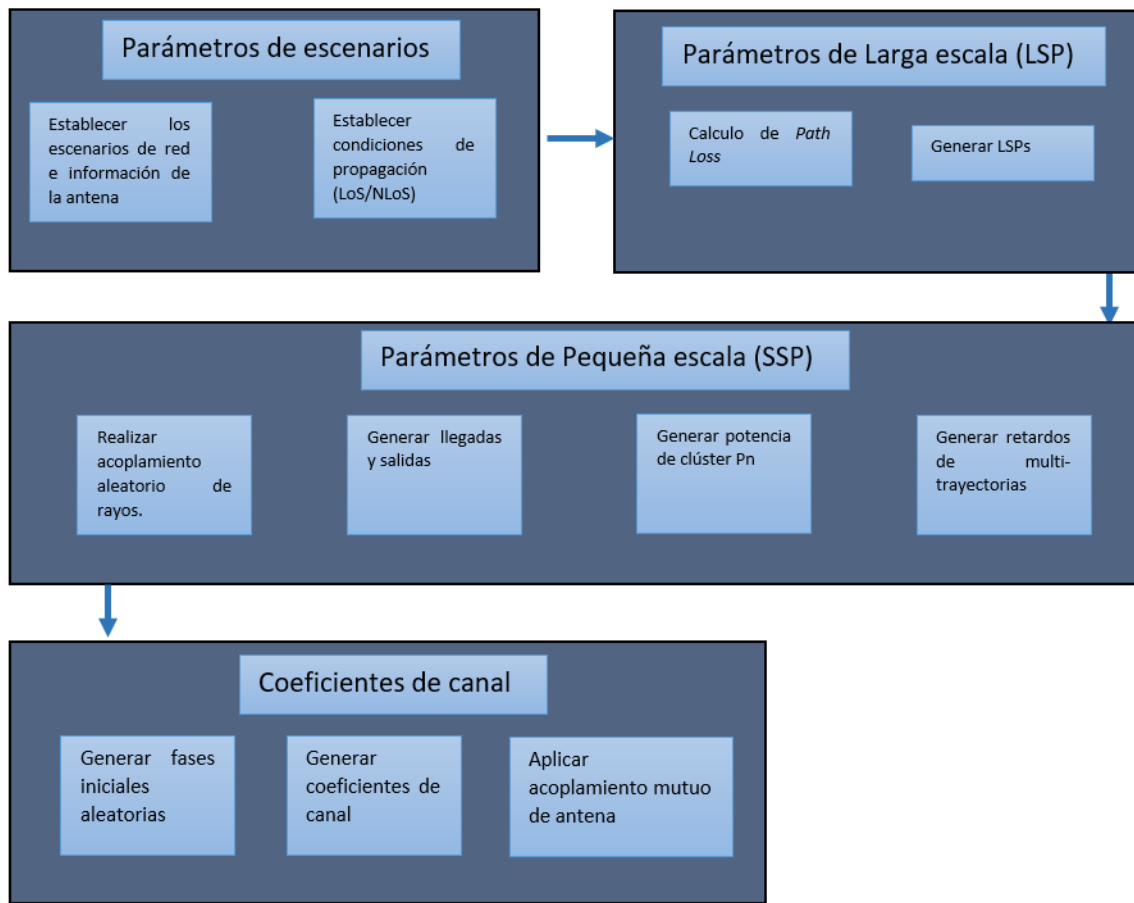 Parámetros de escenarios
Establecer los
escenarios de red
e información de
la antena
Establecer
condiciones de
propagación
(LoS/NLoS)
Parámetros de Larga escala (LSP)
Calculo de Path
Loss
Generar LSPs
Parámetros de Pequeña escala (SSP)
Realizar
acoplamiento
aleatorio de
rayos.
Generar llegadas
y salidas
Generar potencia
de clúster Pn
Generar retardos
de multi-
trayectorias
Coeficientes de canal
Generar fases
iniciales
aleatorias
Generar
coeficientes de
canal
Aplicar
acoplamiento mutuo
de antena